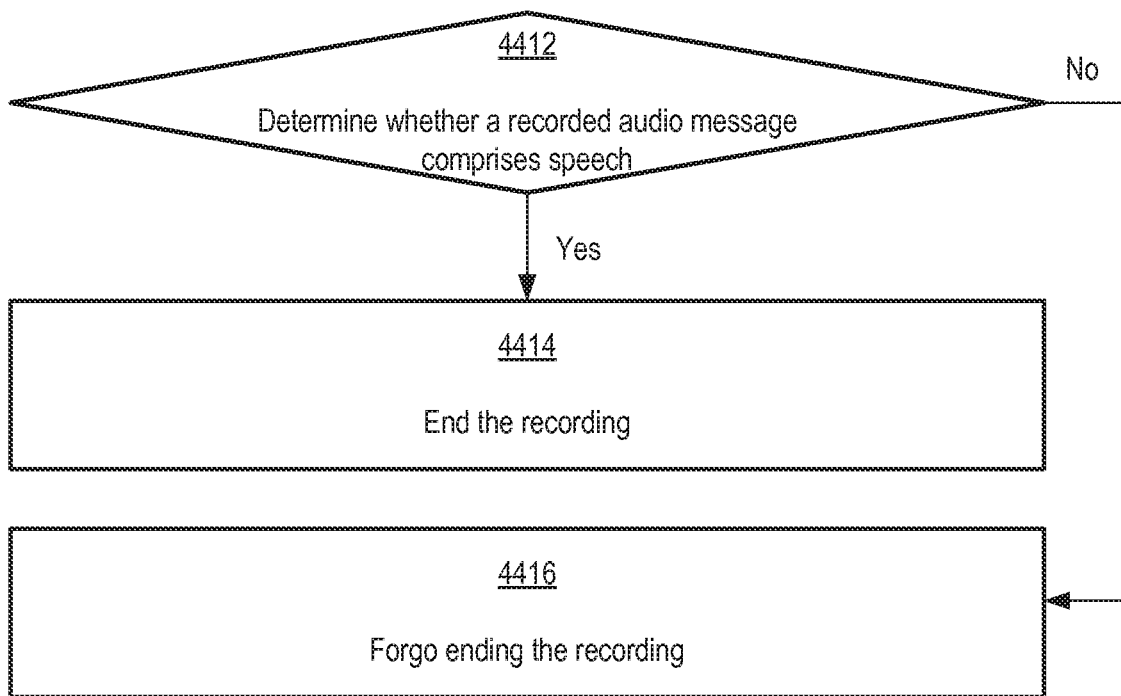 4412
No
Determine whether a recorded audio message
comprises speech
Yes
4414
End the recording
4416
Forgo ending the recording